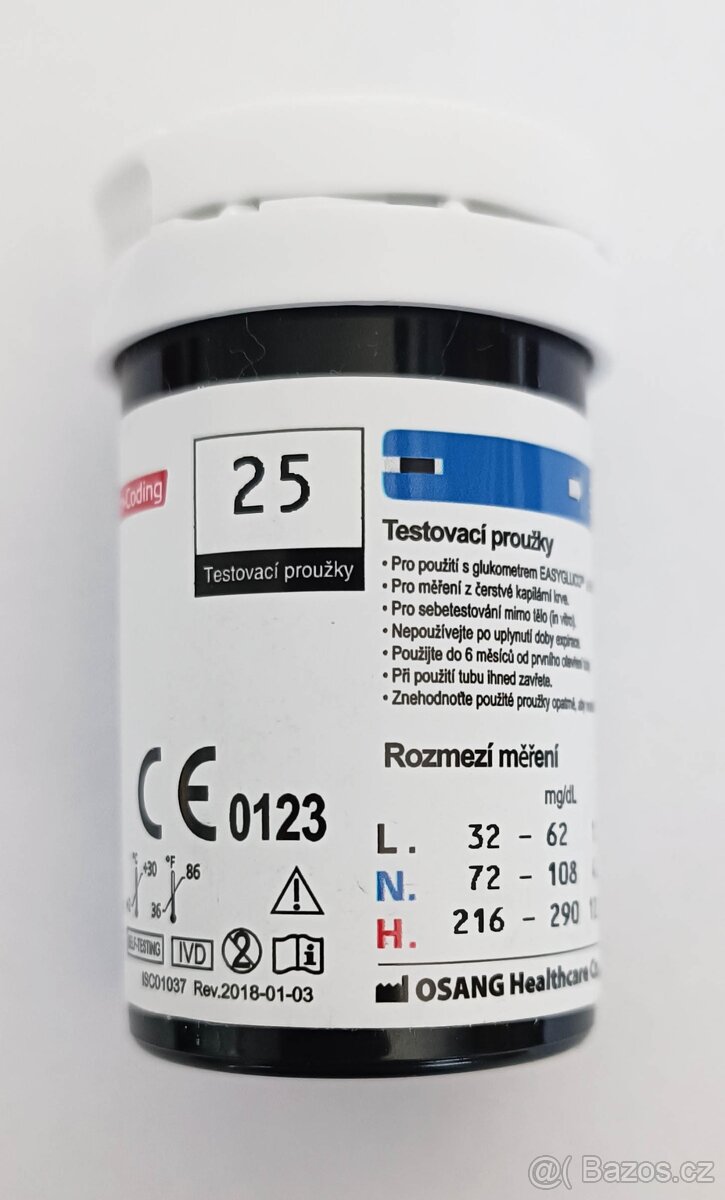 Coding
25
Testovací proužky
Testovací proužky
• Pro použití s glukometrem EASYGLUCO
• Pro měření z čerstvé kapilární krve.
• Pro sebetestování mimo tělo (in vitro).
• Nepoužívejte po uplynutí doby expirace.
• Použijte do 6 měsíců od prvního otevření
• Při použití tubu ihned zavřete.
• Znehodnoťte použité proužky opatrně, aby
Rozmezí měření
mg/dL
L. 32 - 62
N. 72 - 108
H. 216 - 290
CE 0123
°C +30 °F 86
36
SELF-TESTING IVD 2 i
ISC01037 Rev.2018-01-03
OSANG Healthcare
@( Bazos.cz